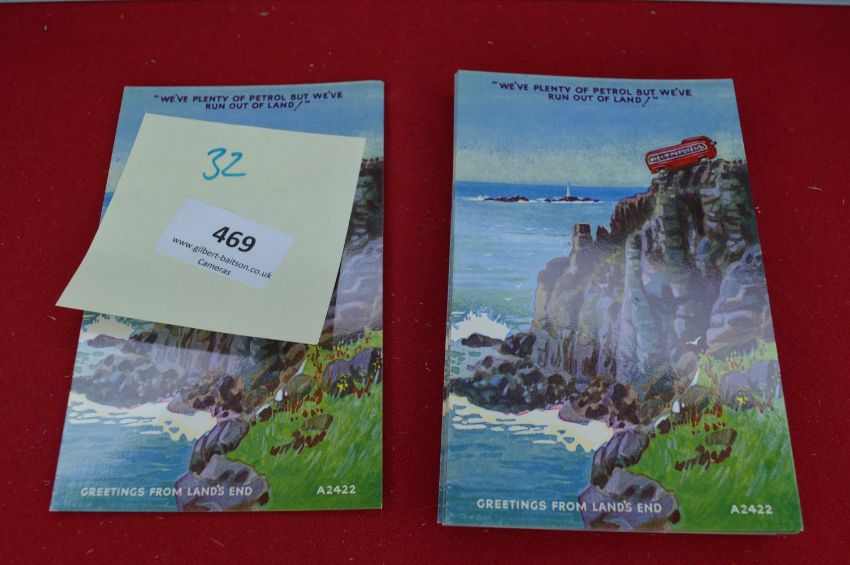 "WE'VE PLENTY OF PETROL BUT WE'VE
RUN OUT OF LAND!"
32
469
www.gilbert-baitson.co.uk
Cameras
GREETINGS FROM LAND'S END
A2422
"WE'VE PLENTY OF PETROL BUT WE'VE
RUN OUT OF LAND!"
GREETINGS FROM LAND'S END
A2422